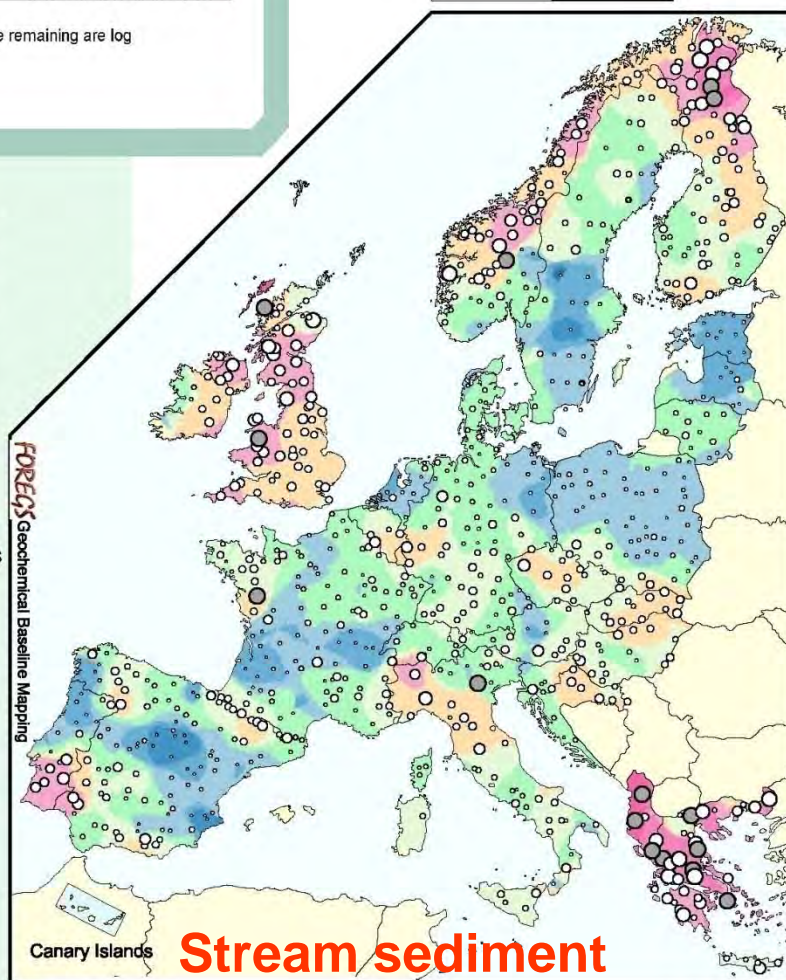 e remaining are log
FOREGS Geochemical Baseline Mapping
Canary Islands
Stream sediment